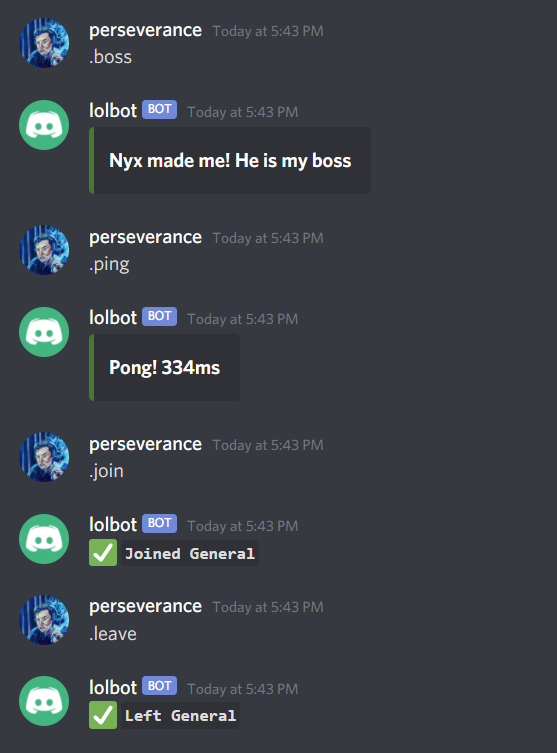 perseverance Today at 5:43 PM
.boss
lolbot BOT Today at 5:43 PM
Nyx made me! He is my boss
perseverance Today at 5:43 PM
.ping
lolbot BOT Today at 5:43 PM
Pong! 334ms
perseverance Today at 5:43 PM
.join
lolbot BOT Today at 5:43 PM
✅ Joined General
perseverance Today at 5:43 PM
.leave
lolbot BOT Today at 5:43 PM
✅ Left General